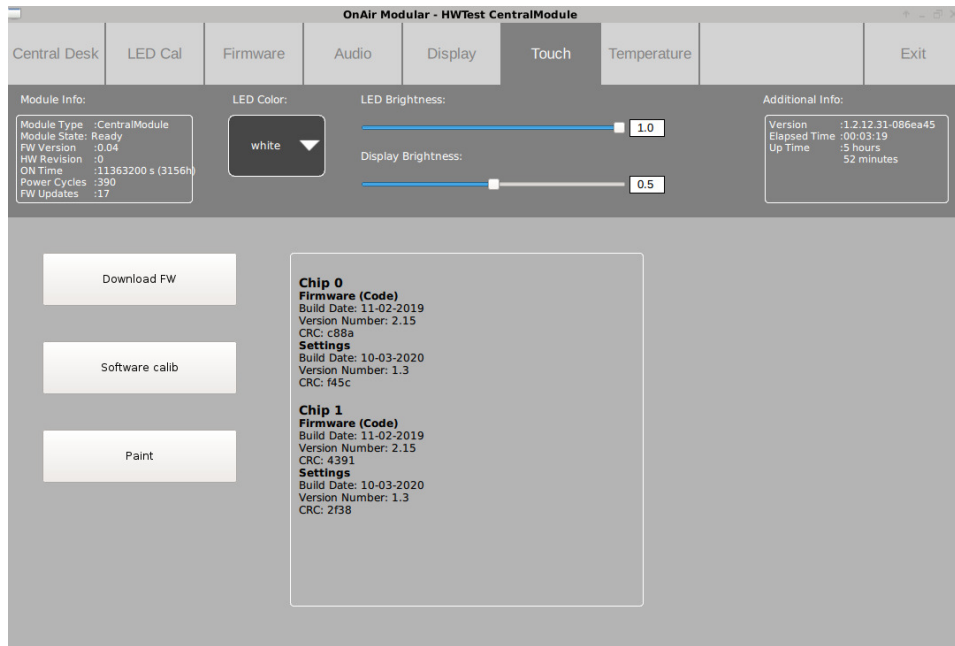 OnAir Modular - HWTest CentralModule
Central Desk
LED Cal
Firmware
Audio
Display
Touch
Temperature
Exit
Module Info:
Module Type :CentralModule
Module State: Ready
FW Version :0.04
HW Revision :0
ON Time :11363200 s (3156h)
Power Cycles :390
FW Updates :17
LED Color:
white
LED Brightness:
1.0
Display Brightness:
0.5
Additional Info:
Version :1.2.12.31-086ea45
Elapsed Time :00:03:19
Up Time :5 hours
52 minutes
Download FW
Software calib
Paint
Chip 0
Firmware (Code)
Build Date: 11-02-2019
Version Number: 2.15
CRC: c88a
Settings
Build Date: 10-03-2020
Version Number: 1.3
CRC: f45c
Chip 1
Firmware (Code)
Build Date: 11-02-2019
Version Number: 2.15
CRC: 4391
Settings
Build Date: 10-03-2020
Version Number: 1.3
CRC: 2f38